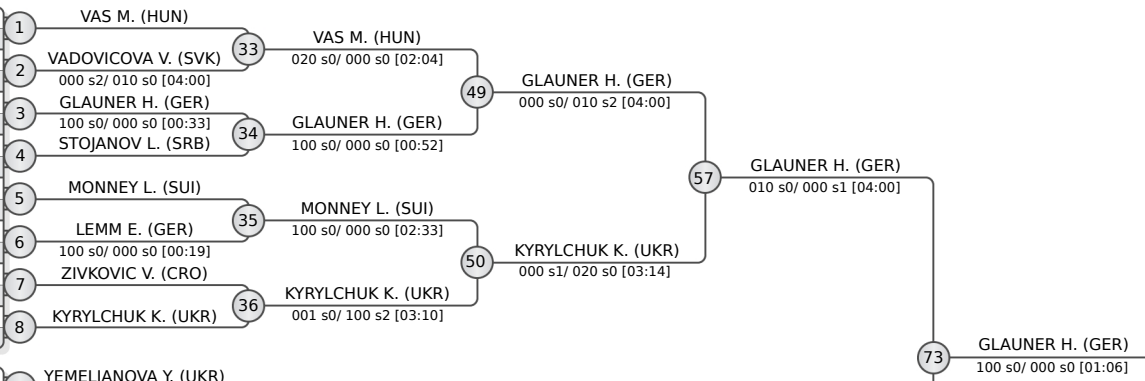 1
VAS M. (HUN)
33
VAS M. (HUN)
020 s0/ 000 s0 [02:04]
2
VADOVICOVA V. (SVK)
000 s2/ 010 s0 [04:00]
49
GLAUNER H. (GER)
000 s0/ 010 s2 [04:00]
3
GLAUNER H. (GER)
100 s0/ 000 s0 [00:33]
34
GLAUNER H. (GER)
100 s0/ 000 s0 [00:52]
4
STOJANOV L. (SRB)
57
GLAUNER H. (GER)
010 s0/ 000 s1 [04:00]
5
MONNEY L. (SUI)
35
MONNEY L. (SUI)
100 s0/ 000 s0 [02:33]
6
LEMM E. (GER)
100 s0/ 000 s0 [00:19]
50
KYRYLCHUK K. (UKR)
000 s1/ 020 s0 [03:14]
7
ZIVKOVIC V. (CRO)
36
KYRYLCHUK K. (UKR)
001 s0/ 100 s2 [03:10]
8
KYRYLCHUK K. (UKR)
73
GLAUNER H. (GER)
100 s0/ 000 s0 [01:06]
YEMELIANOVA Y. (UKR)